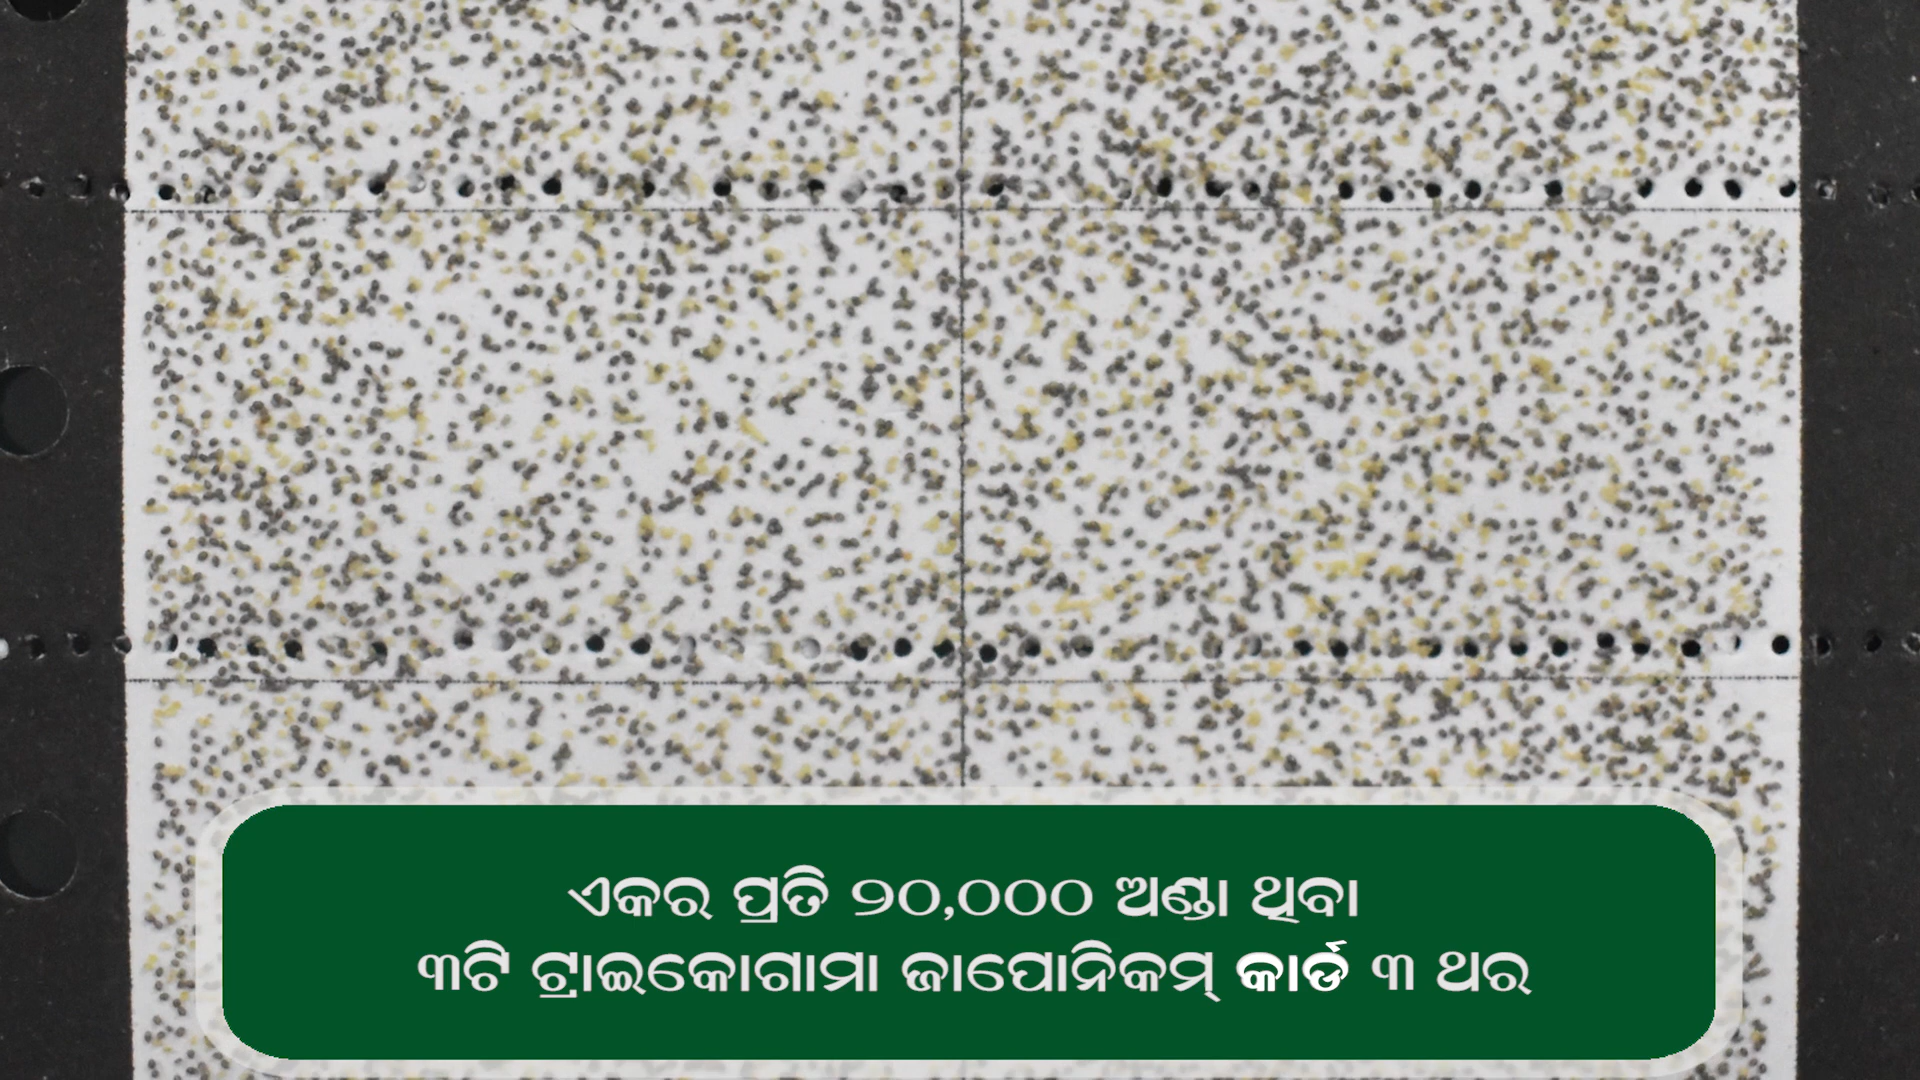 ଏକର ପ୍ରତି ୨୦,୦୦୦ ଅଣ୍ଡା ଥିବା
୩ଟି ଟ୍ରାଇକୋଗାମା ଜାପୋନିକମ୍ କାର୍ଡ ୩ ଥର